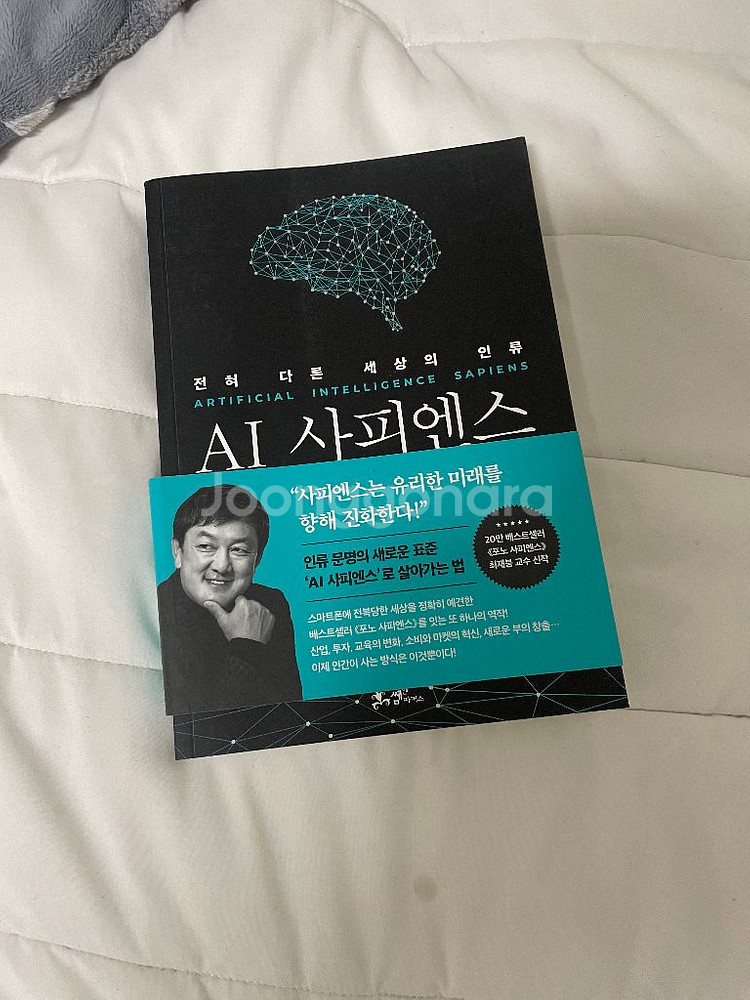 전혀 다른 세상의 인류
ARTIFICIAL INTELLIGENCE SAPIENS
AI 사피엔스
Joonggonara
“사피엔스는 유리한 미래를
향해 진화한다!”
인류 문명의 새로운 표준
‘AI 사피엔스’로 살아가는 법
★★★★★
20만 베스트셀러
《포노 사피엔스》
최재붕 교수 신작
스마트폰에 전복당한 세상을 정확히 예견한
베스트셀러 《포노 사피엔스》를 잇는 또 하나의 역작!
산업, 투자, 교육의 변화, 소비와 마켓의 혁신, 새로운 부의 창출…
이제 인간이 사는 방식은 이것뿐이다!
쌤앤
파커스